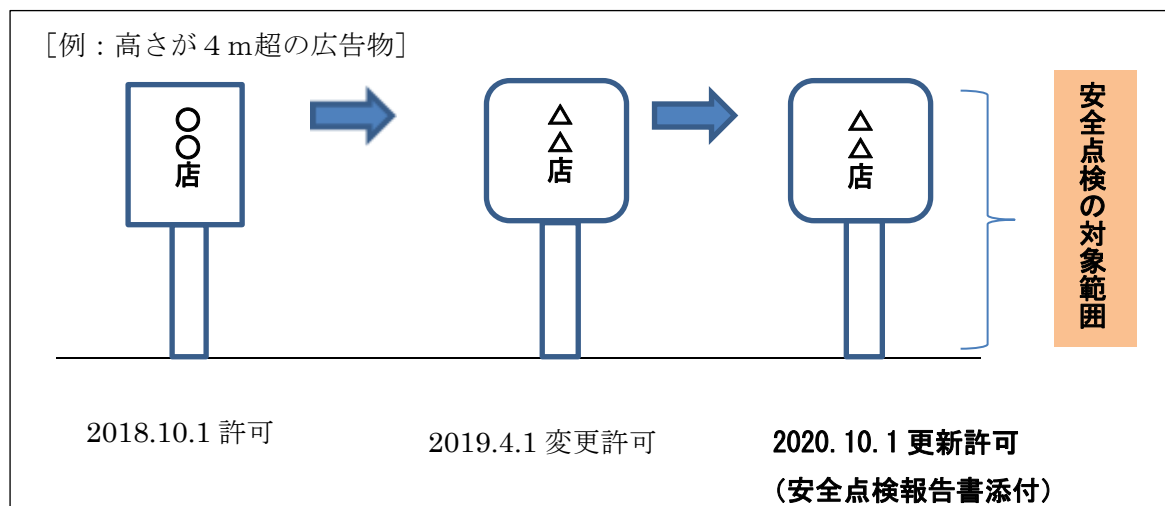 ［例：高さが４ｍ超の広告物］
○○店
△△店
△△店
安全点検の対象範囲
2018.10.1 許可
2019.4.1 変更許可
2020.10.1 更新許可
（安全点検報告書添付）